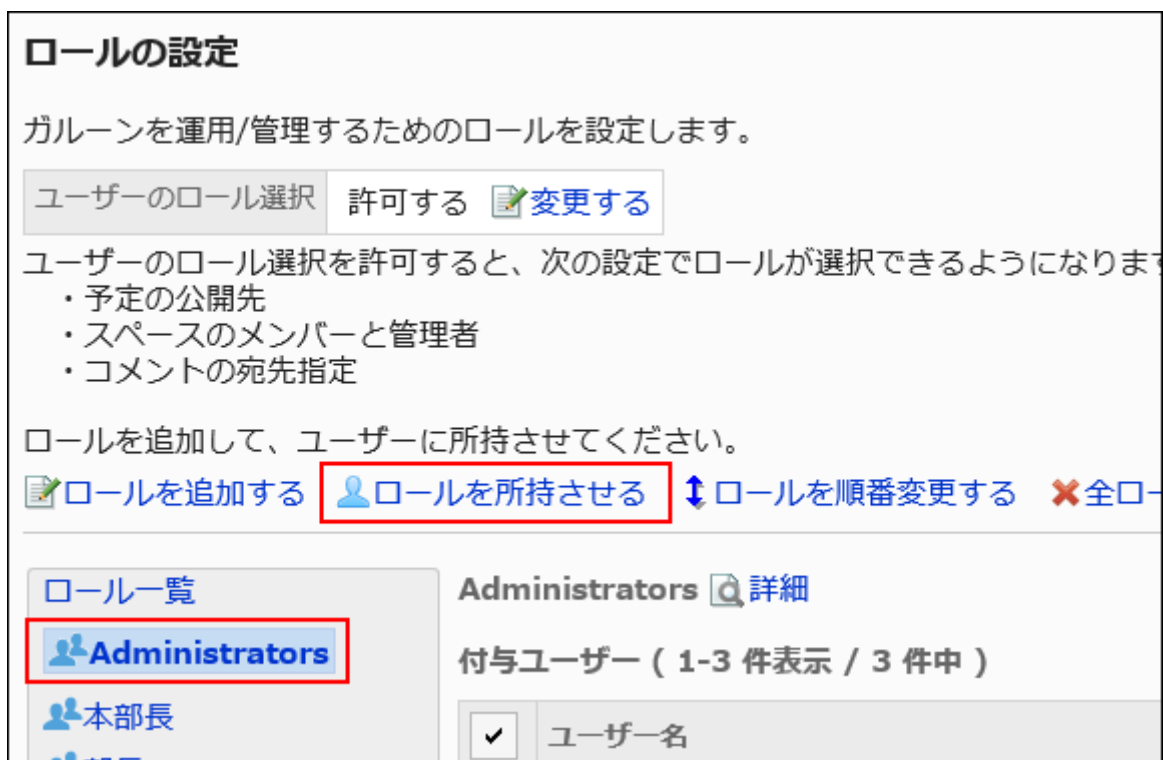 ロールの設定
ガルーンを運用/管理するためのロールを設定します。
ユーザーのロール選択 許可する 変更する
ユーザーのロール選択を許可すると、次の設定でロールが選択できるようになります
・予定の公開先
・スペースのメンバーと管理者
・コメントの宛先指定
ロールを追加して、ユーザーに所持させてください。
ロールを追加する ロールを所持させる ロールを順番変更する 全ロー
ロール一覧
Administrators
本部長
Administrators 詳細
付与ユーザー ( 1-3 件表示 / 3 件中 )
ユーザー名